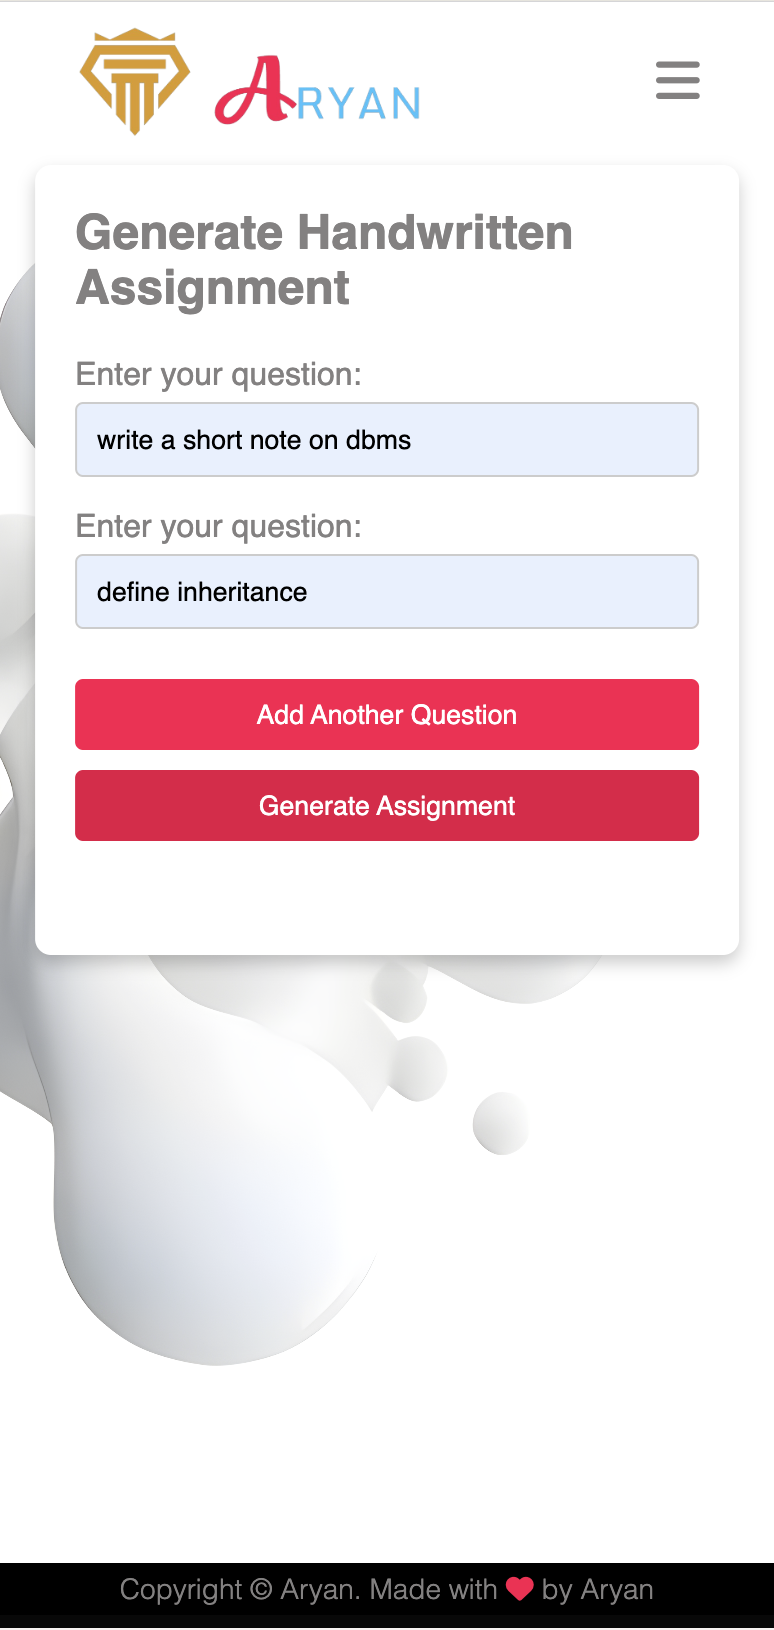 ARYAN
Generate Handwritten
Assignment
Enter your question:
write a short note on dbms
Enter your question:
define inheritance
Add Another Question
Generate Assignment
Copyright © Aryan. Made with ❤ by Aryan